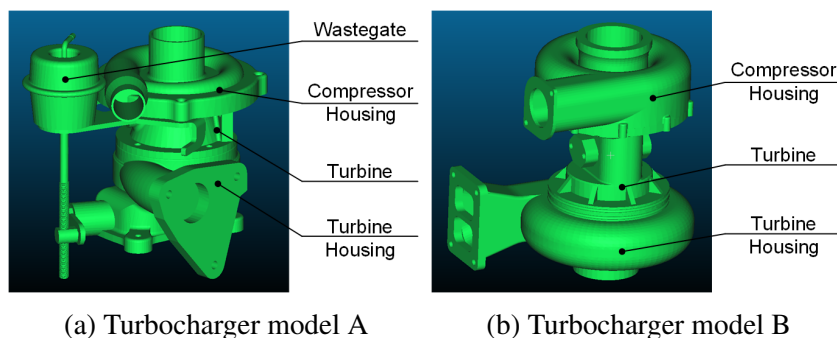 Wastegate
Compressor
Housing
Turbine
Turbine
Housing
Compressor
Housing
Turbine
Turbine
Housing
(a) Turbocharger model A
(b) Turbocharger model B